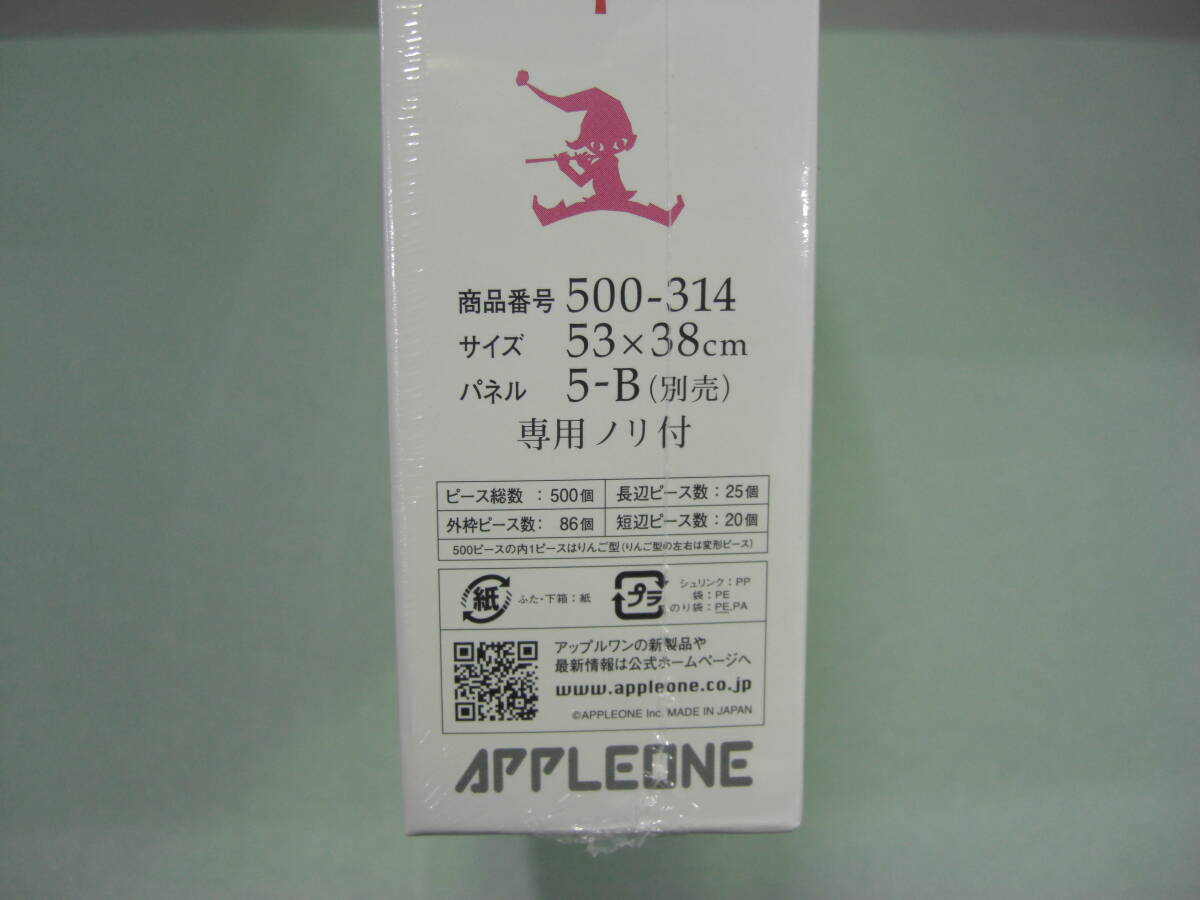 商品番号 500-314
サイズ 53×38cm
パネル 5-B(別売)
専用ノリ付
ピース総数 : 500個 長辺ピース数 : 25個
外枠ピース数 : 86個 短辺ピース数 : 20個
500ピースの内1ピースはりんご型(りんご型の左右は変形ピース)
紙 ふた・下箱 : 紙
プラ シュリンク : PP
袋 : PE
のり袋 : PE.PA
アップルワンの新製品や
最新情報は公式ホームページへ
www.appleone.co.jp
©APPLEONE Inc. MADE IN JAPAN
APPLEONE